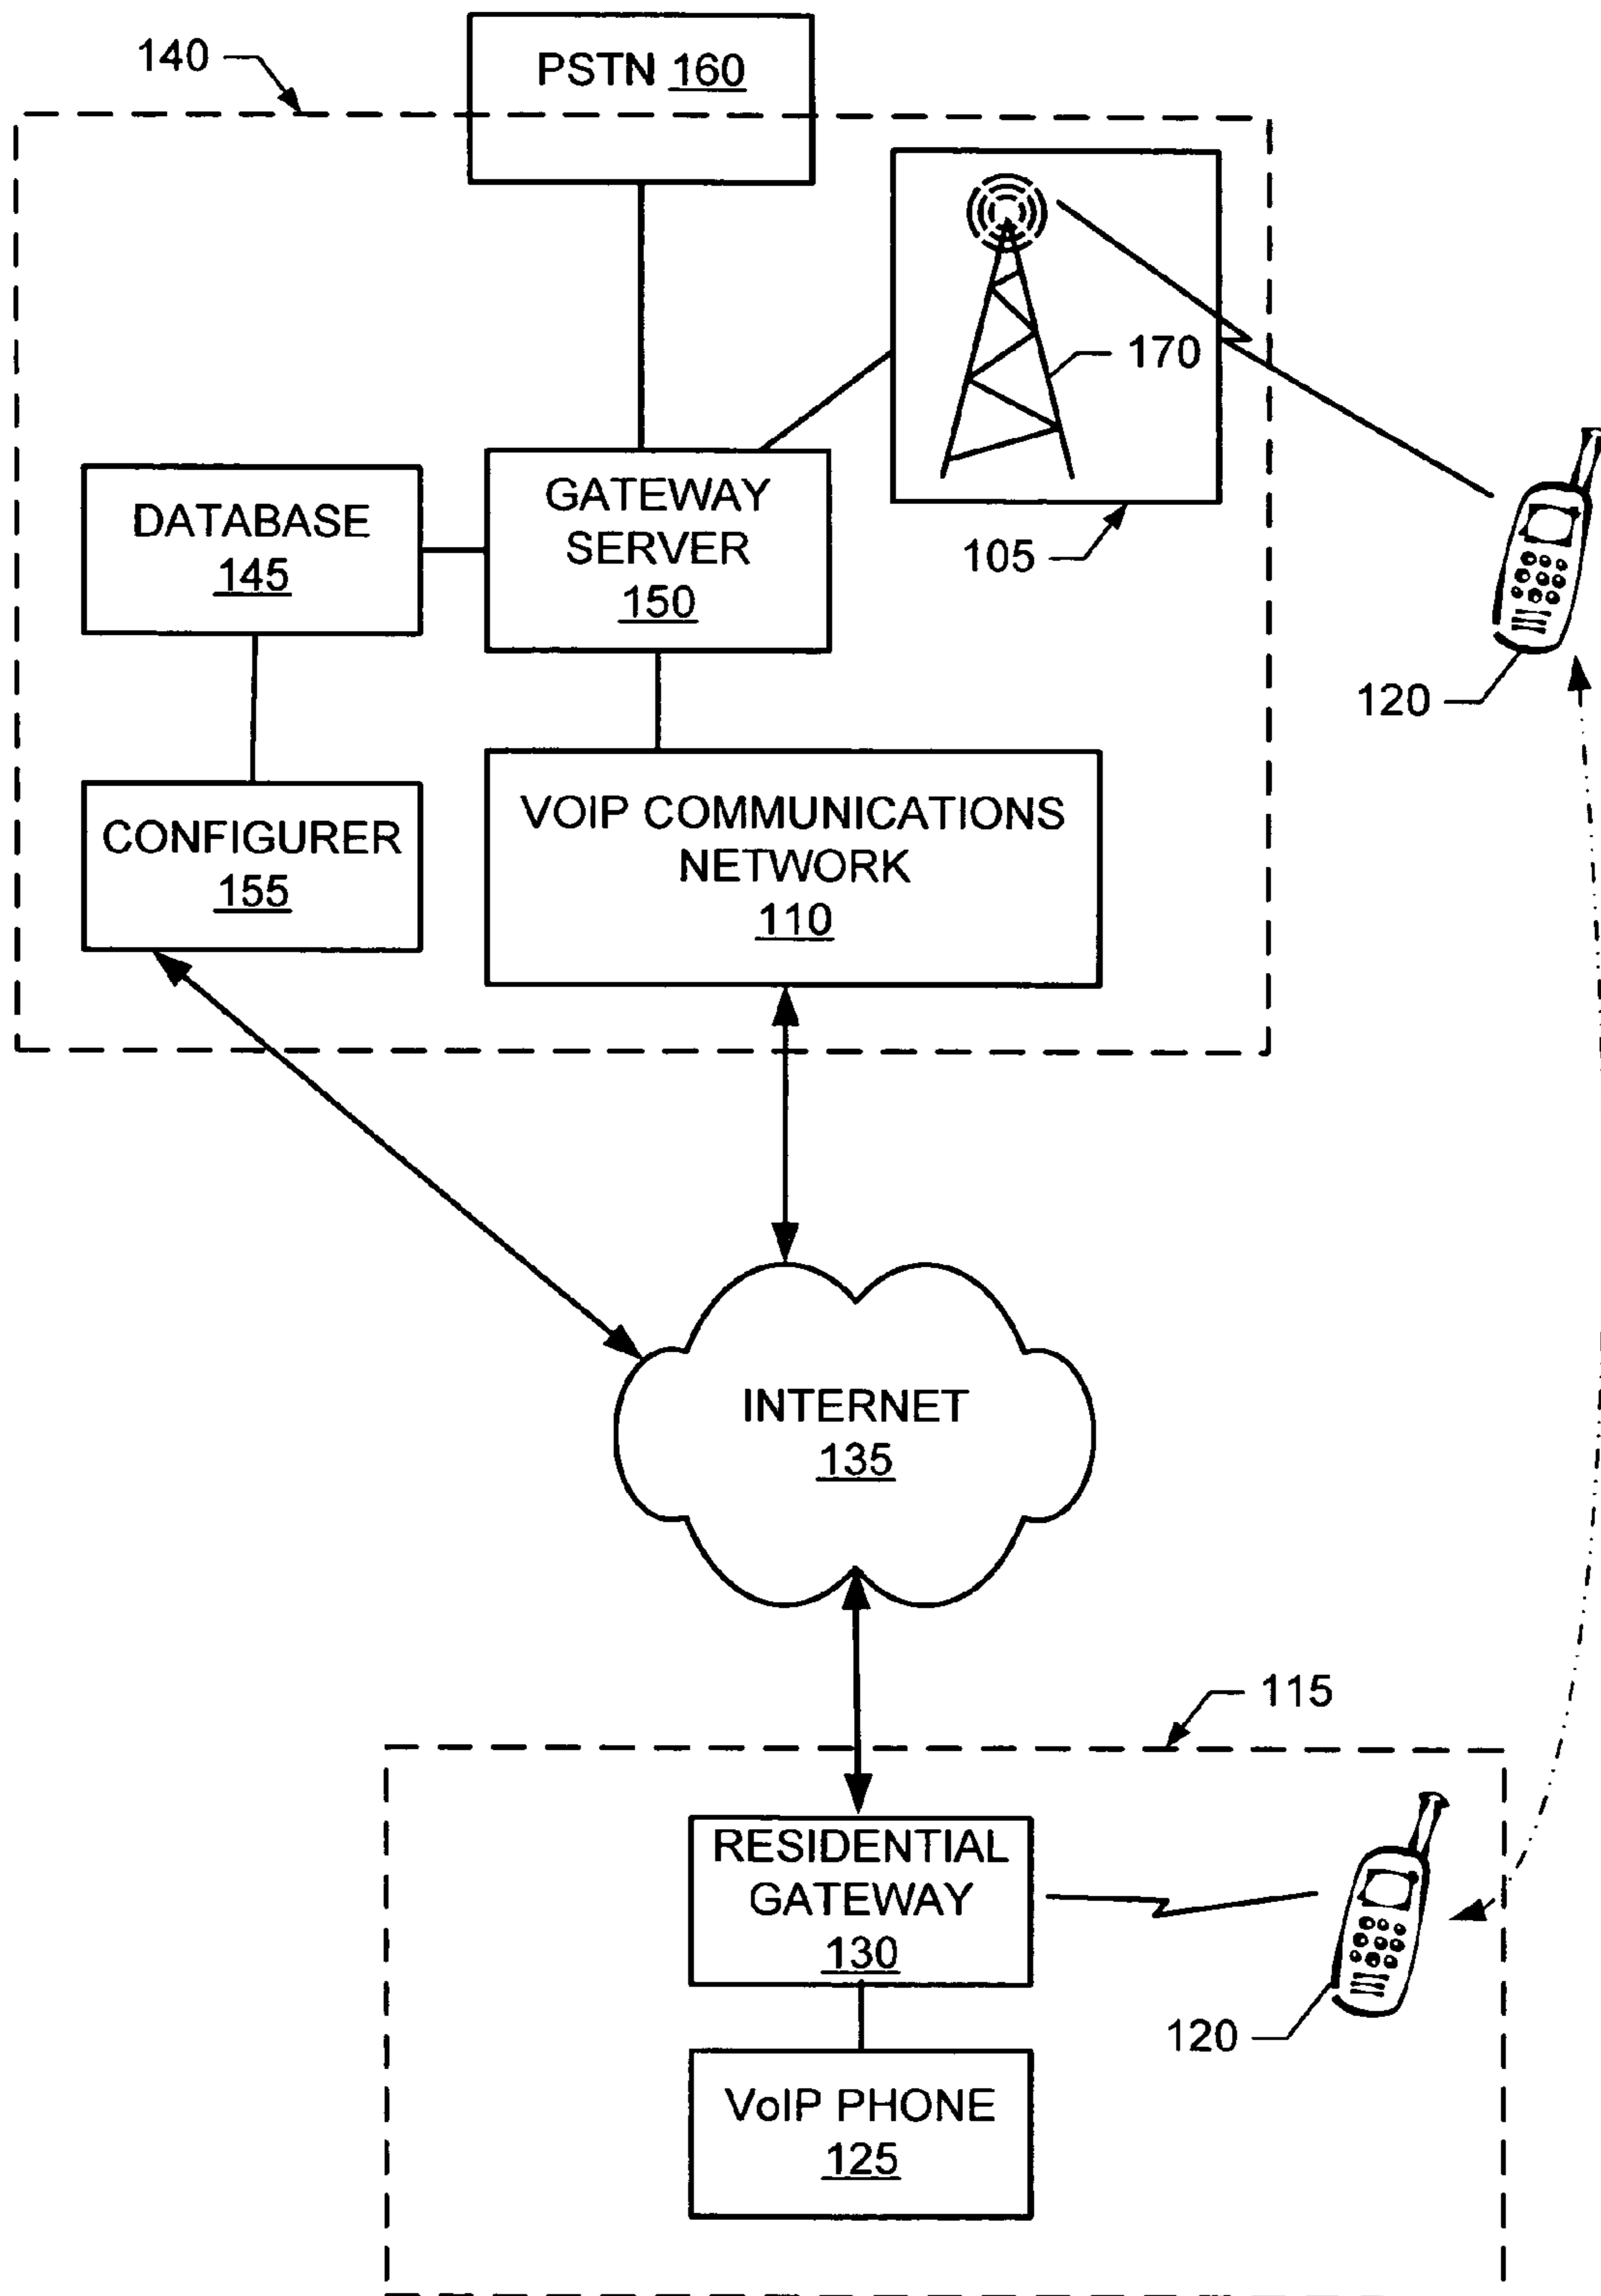 140
PSTN 160
170
105
DATABASE
145
GATEWAY
SERVER
150
120
CONFIGURER
155
VOIP COMMUNICATIONS
NETWORK
110
INTERNET
135
115
RESIDENTIAL
GATEWAY
130
120
VoIP PHONE
125